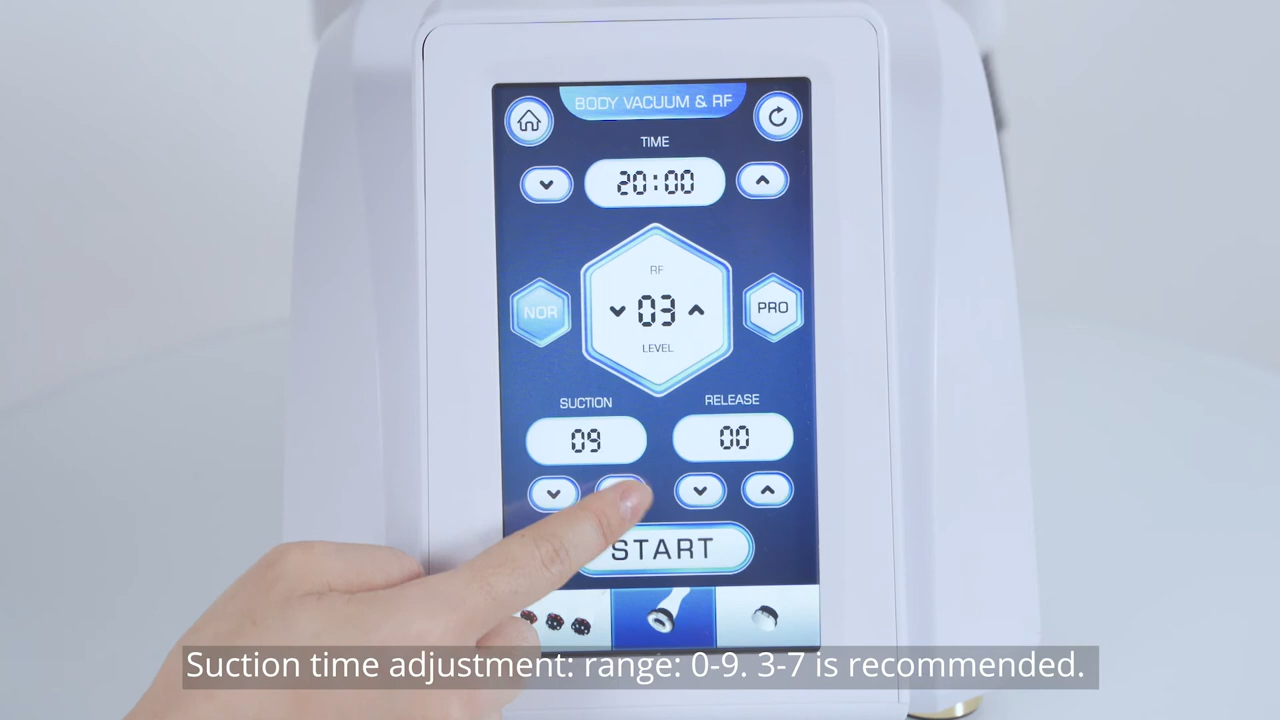 BODY VACUUM & RF
TIME
20:00
RF
NOR
03
PRO
LEVEL
SUCTION
RELEASE
09
00
START
Suction time adjustment: range: 0-9. 3-7 is recommended.